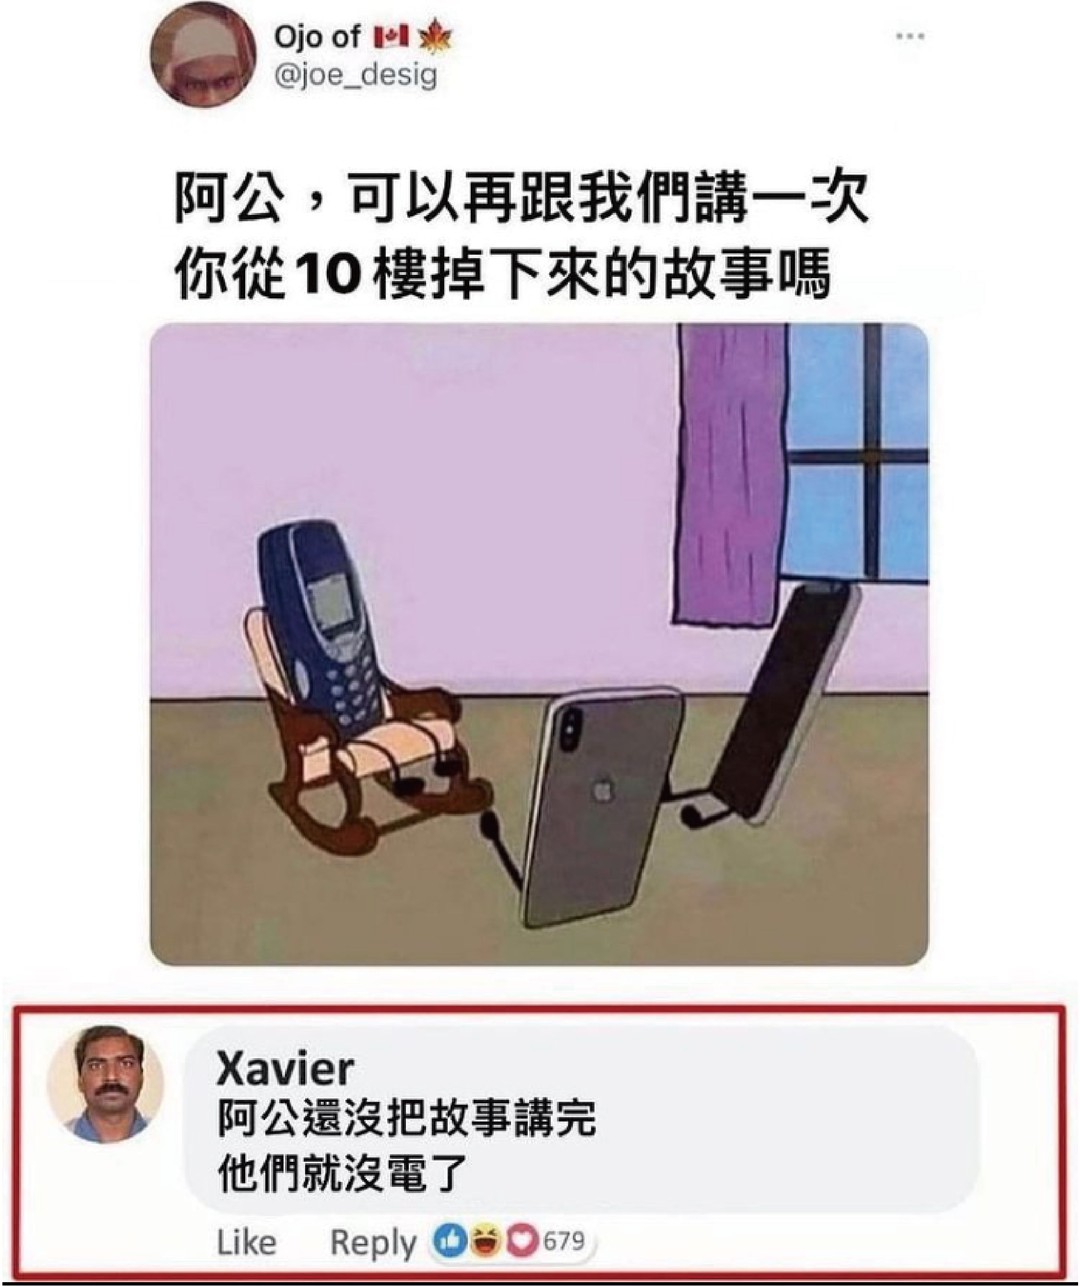 Ojo of 🇨🇦 🍁
@joe_desig
阿公，可以再跟我們講一次
你從10樓掉下來的故事嗎
Xavier
阿公還沒把故事講完
他們就沒電了
Like Reply 679